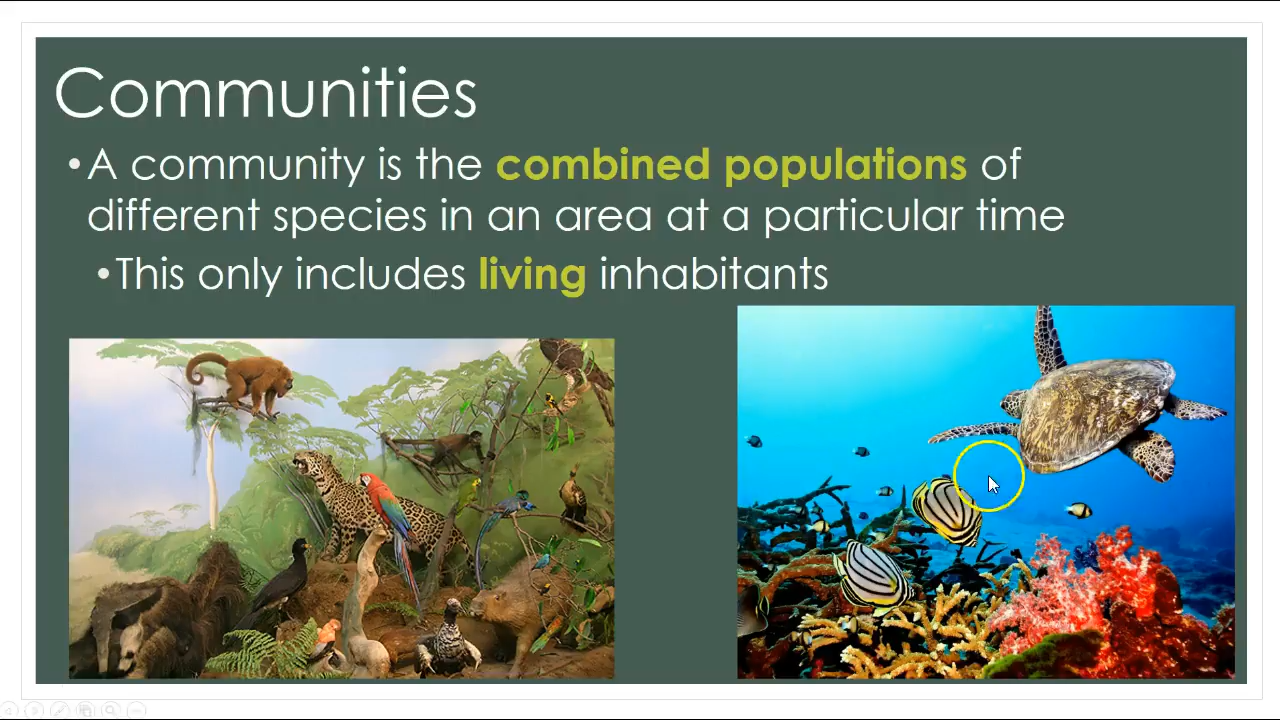 Communities
•A community is the combined populations of
different species in an area at a particular time
•This only includes living inhabitants